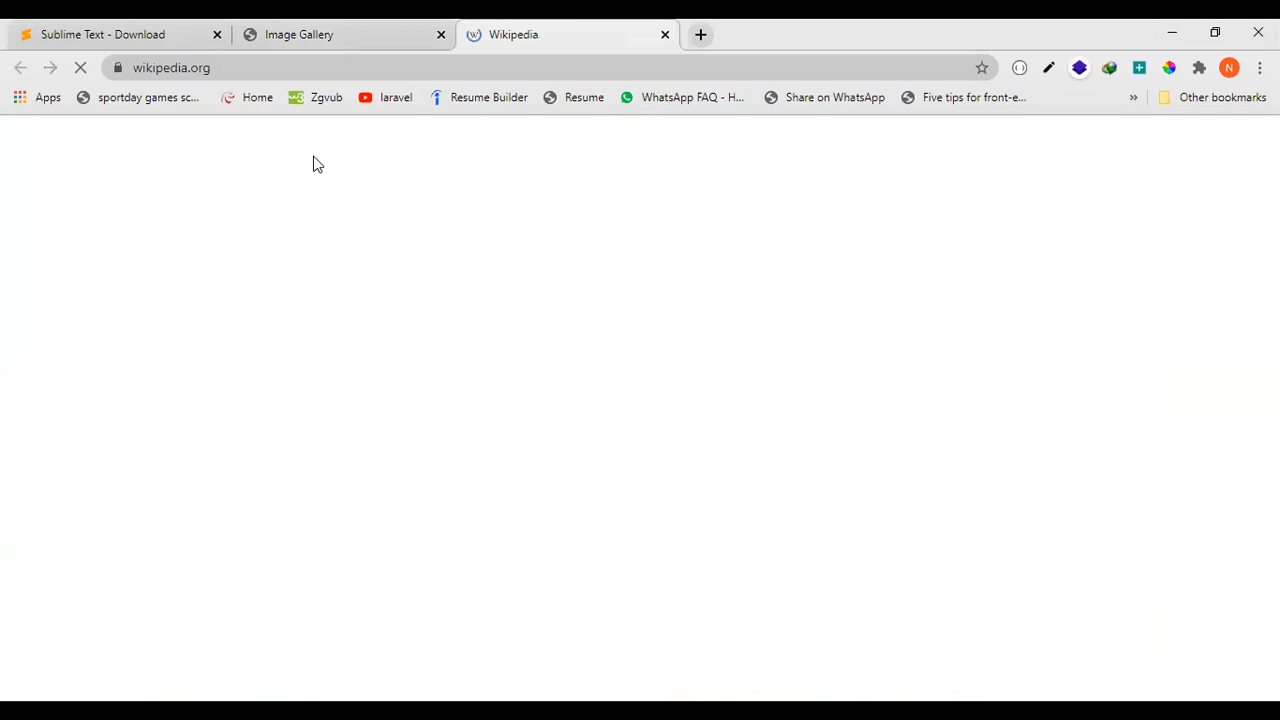 Sublime Text - Download Image Gallery Wikipedia
wikipedia.org N
Apps sportday games sc... Home Zgvub laravel Resume Builder Resume WhatsApp FAQ - H... Share on WhatsApp Five tips for front-e... » Other bookmarks